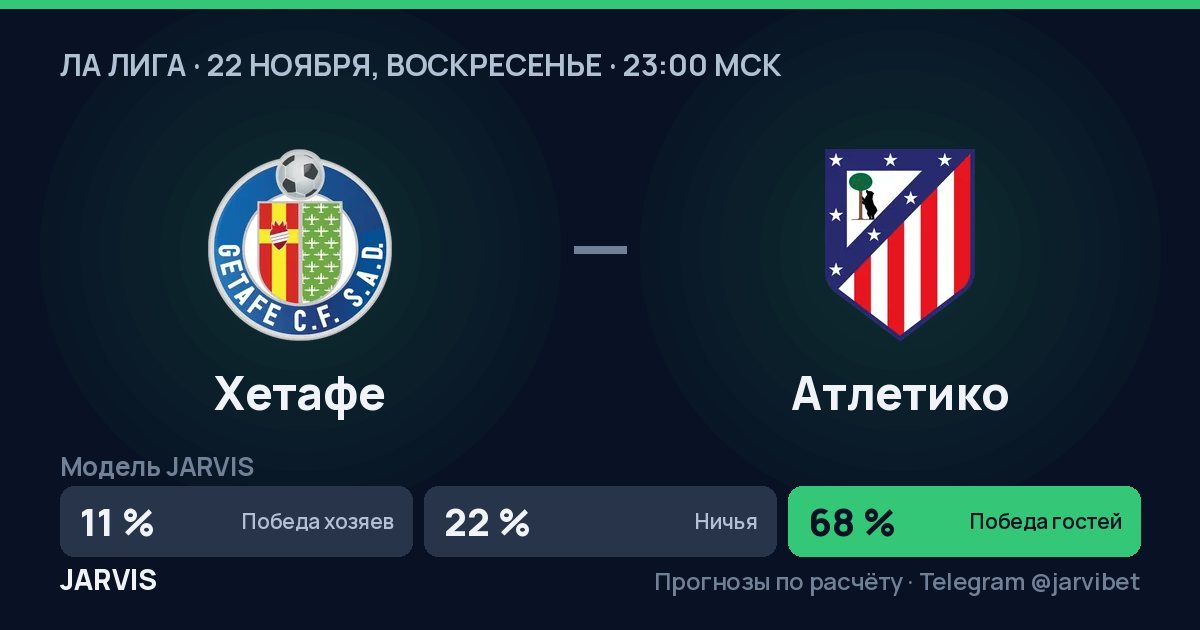 ЛА ЛИГА · 22 НОЯБРЯ, ВОСКРЕСЕНЬЕ · 23:00 МСК
GETAFE C.F. S.A.D.
Хетафе
—
Атлетико
Модель JARVIS
11 % Победа хозяев
22 % Ничья
68 % Победа гостей
JARVIS
Прогнозы по расчёту · Telegram @jarvibet